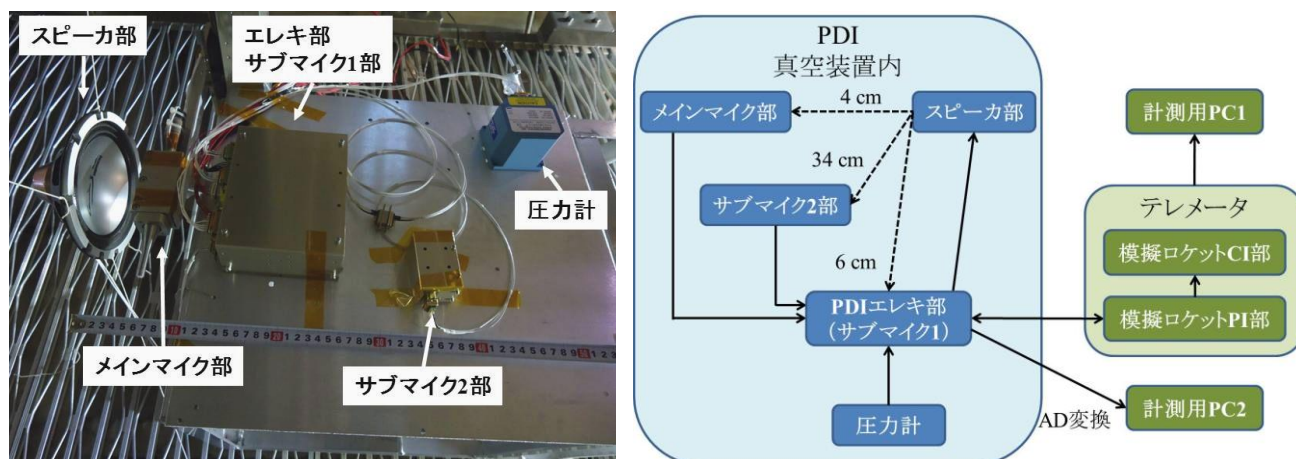 スピーカ部
エレキ部
サブマイク1部
圧力計
メインマイク部
サブマイク2部
PDI
真空装置内
メインマイク部
4 cm
スピーカ部
34 cm
サブマイク2部
6 cm
PDIエレキ部
(サブマイク1)
圧力計
計測用PC1
テレメータ
模擬ロケットCI部
模擬ロケットPI部
AD変換
計測用PC2